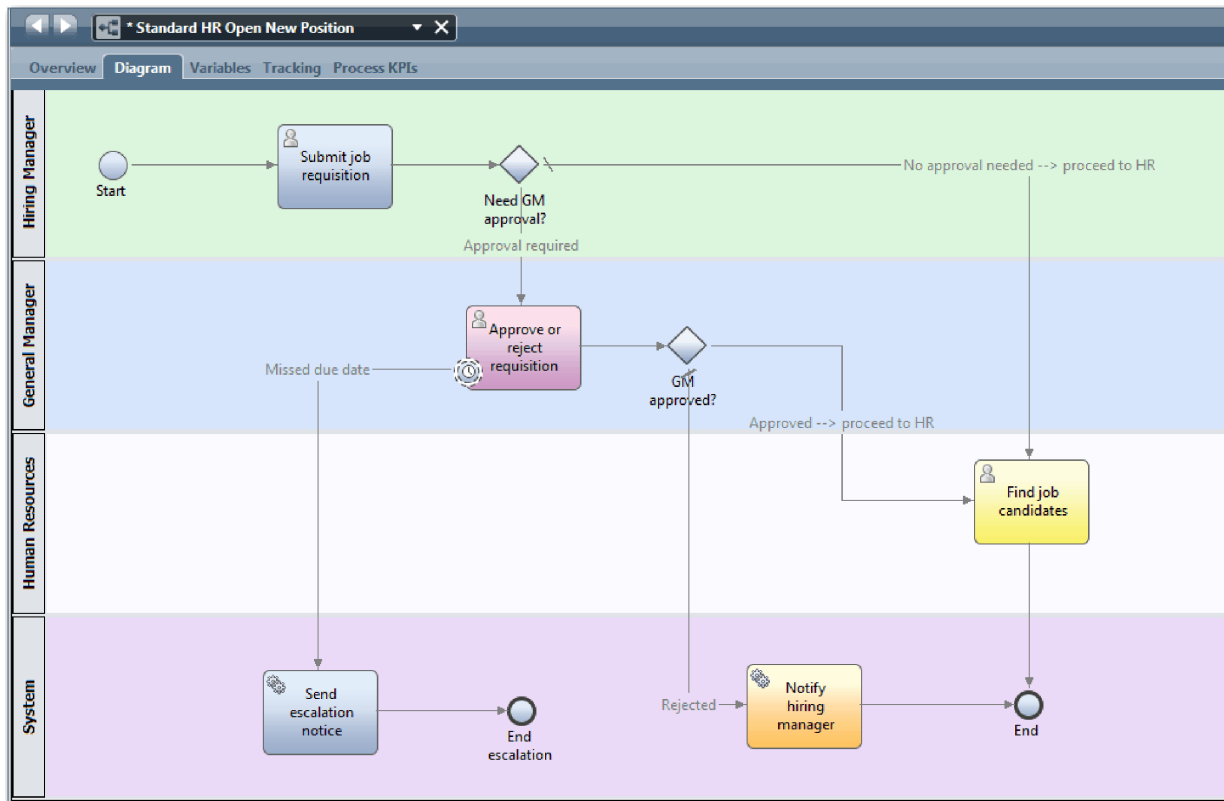 * Standard HR Open New Position
Overview Diagram Variables Tracking Process KPIs
Hiring Manager
Start
Submit job
requisition
Need GM
approval?
No approval needed --> proceed to HR
Approval required
General Manager
Approve or
reject
requisition
Missed due date
GM
approved?
Approved --> proceed to HR
Human Resources
Find job
candidates
System
Send
escalation
notice
End
escalation
Rejected
Notify
hiring
manager
End